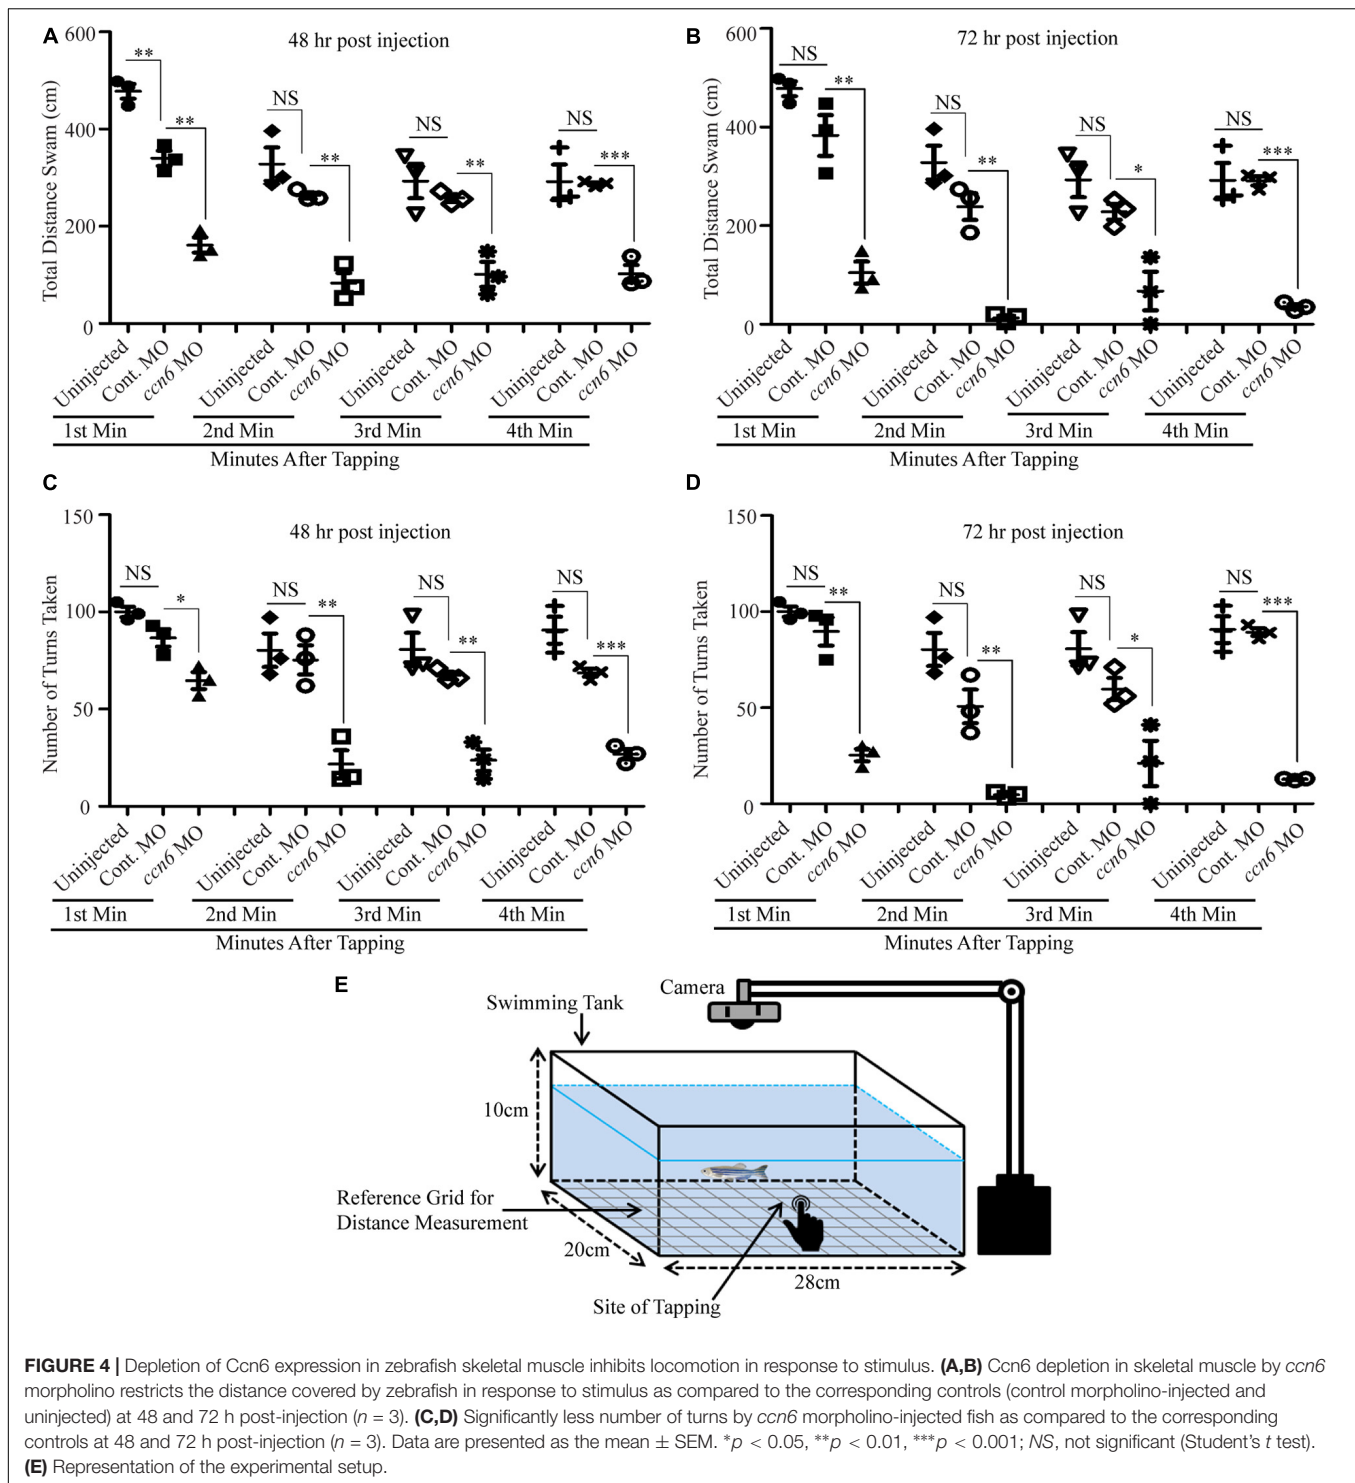 A
48 hr post injection
Total Distance Swam (cm)
600
400
200
0
**
**
NS
**
NS
**
NS
***
Uninjected
Cont. MO
ccn6 MO
Uninjected
Cont. MO
ccn6 MO
Uninjected
Cont. MO
ccn6 MO
Uninjected
Cont. MO
ccn6 MO
1st Min
2nd Min
3rd Min
4th Min
Minutes After Tapping
B
72 hr post injection
Total Distance Swam (cm)
600
400
200
0
NS
**
NS
**
NS
*
NS
***
Uninjected
Cont. MO
ccn6 MO
Uninjected
Cont. MO
ccn6 MO
Uninjected
Cont. MO
ccn6 MO
Uninjected
Cont. MO
ccn6 MO
1st Min
2nd Min
3rd Min
4th Min
Minutes After Tapping
C
48 hr post injection
Number of Turns Taken
150
100
50
0
NS
*
NS
**
NS
**
NS
***
Uninjected
Cont. MO
ccn6 MO
Uninjected
Cont. MO
ccn6 MO
Uninjected
Cont. MO
ccn6 MO
Uninjected
Cont. MO
ccn6 MO
1st Min
2nd Min
3rd Min
4th Min
Minutes After Tapping
D
72 hr post injection
Number of Turns Taken
150
100
50
0
NS
**
NS
**
NS
*
NS
***
Uninjected
Cont. MO
ccn6 MO
Uninjected
Cont. MO
ccn6 MO
Uninjected
Cont. MO
ccn6 MO
Uninjected
Cont. MO
ccn6 MO
1st Min
2nd Min
3rd Min
4th Min
Minutes After Tapping
E
Camera
Swimming Tank
10cm
Reference Grid for
Distance Measurement
20cm
28cm
Site of Tapping
FIGURE 4 | Depletion of Ccn6 expression in zebrafish skeletal muscle inhibits locomotion in response to stimulus. (A,B) Ccn6 depletion in skeletal muscle by ccn6
morpholino restricts the distance covered by zebrafish in response to stimulus as compared to the corresponding controls (control morpholino-injected and
uninjected) at 48 and 72 h post-injection (n = 3). (C,D) Significantly less number of turns by ccn6 morpholino-injected fish as compared to the corresponding
controls at 48 and 72 h post-injection (n = 3). Data are presented as the mean ± SEM. *p < 0.05, **p < 0.01, ***p < 0.001; NS, not significant (Student's t test).
(E) Representation of the experimental setup.